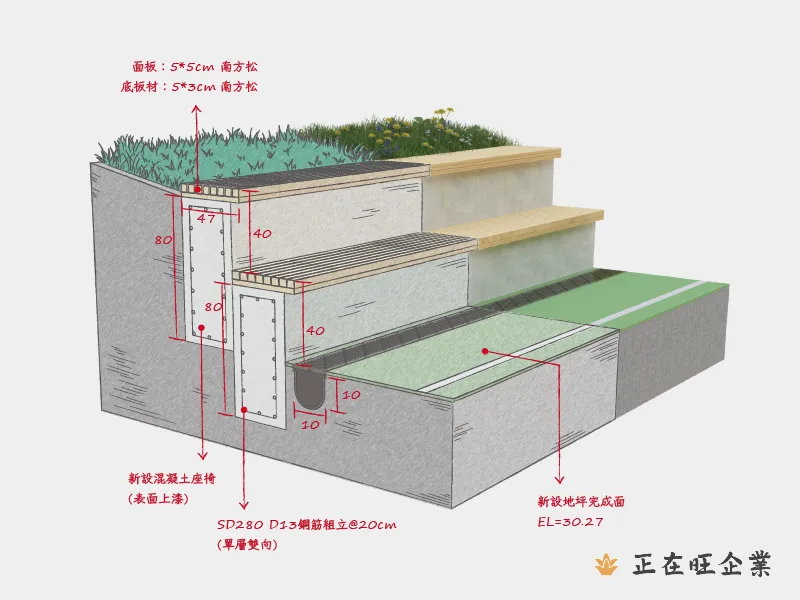 面板：5*5cm 南方松
底板材：5*3cm 南方松
47
80
40
80
40
10
10
新設混凝土座椅
(表面上漆)
SD280 D13鋼筋組立@20cm
(單層雙向)
新設地坪完成面
EL=30.27
正在旺企業